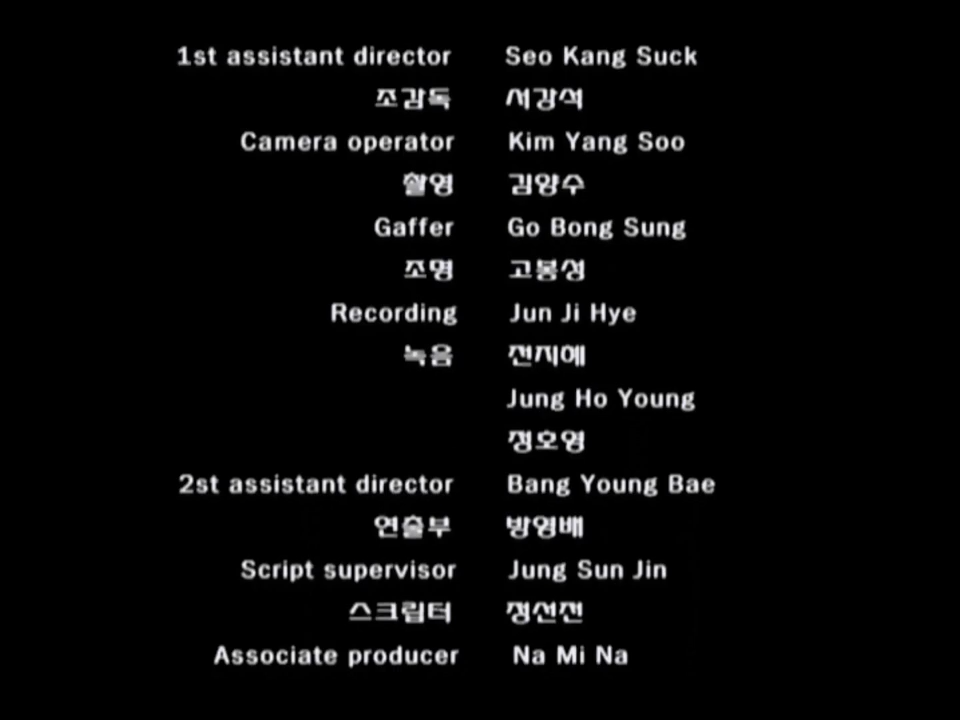 1st assistant director Seo Kang Suck
조감독 서강석
Camera operator Kim Yang Soo
촬영 김양수
Gaffer Go Bong Sung
조명 고봉성
Recording Jun Ji Hye
녹음 전지혜
Jung Ho Young
정호영
2st assistant director Bang Young Bae
연출부 방영배
Script supervisor Jung Sun Jin
스크립터 정선진
Associate producer Na Mi Na